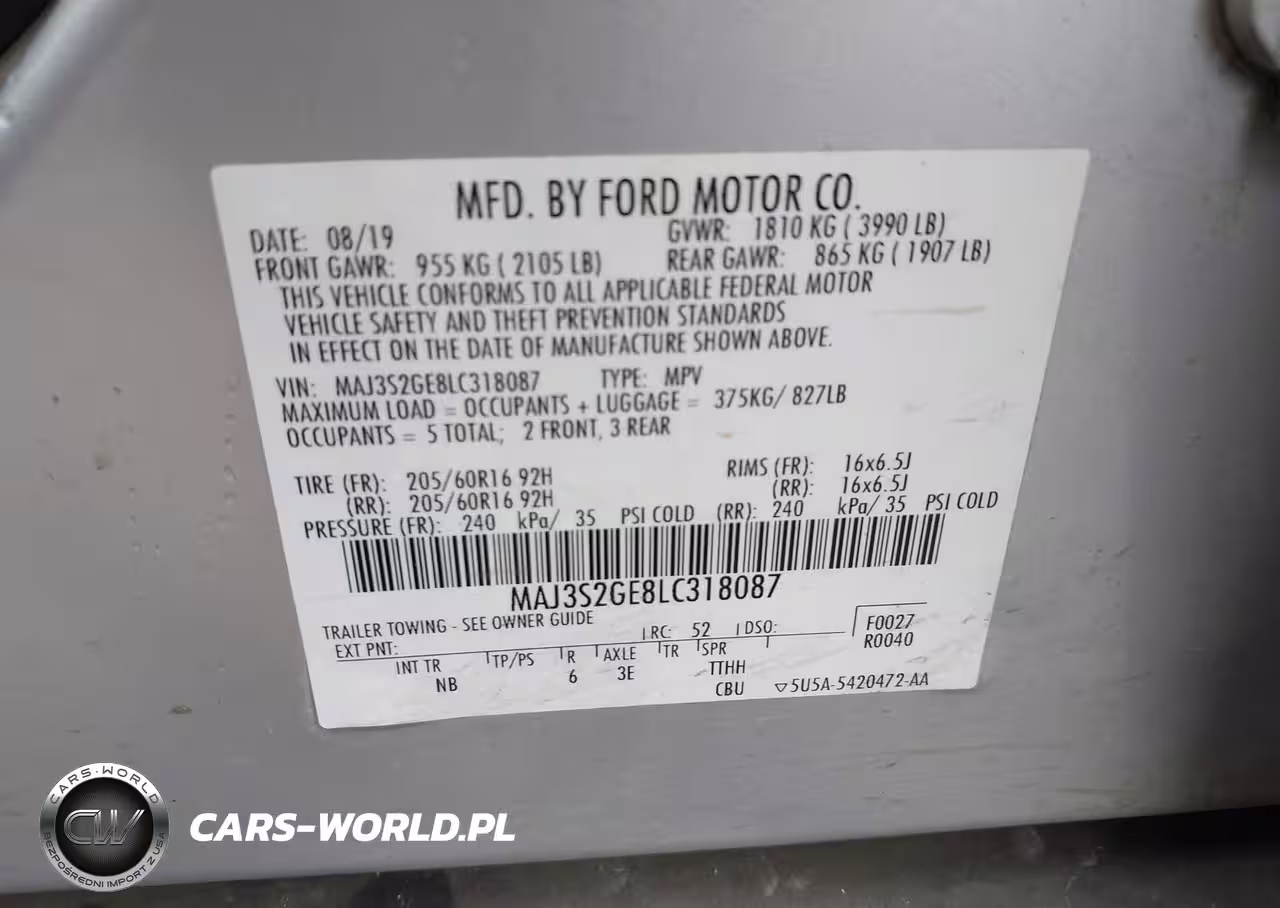 MFD. BY FORD MOTOR CO.
DATE: 08/19 GVWR: 1810 KG ( 3990 LB)
FRONT GAWR: 955 KG ( 2105 LB) REAR GAWR: 865 KG ( 1907 LB)
THIS VEHICLE CONFORMS TO ALL APPLICABLE FEDERAL MOTOR
VEHICLE SAFETY AND THEFT PREVENTION STANDARDS
IN EFFECT ON THE DATE OF MANUFACTURE SHOWN ABOVE.
VIN: MAJ3S2GE8LC318087 TYPE: MPV
MAXIMUM LOAD = OCCUPANTS + LUGGAGE = 375KG/ 827LB
OCCUPANTS = 5 TOTAL; 2 FRONT, 3 REAR
TIRE (FR): 205/60R16 92H RIMS (FR): 16x6.5J
(RR): 205/60R16 92H (RR): 16x6.5J
PRESSURE (FR): 240 kPa/ 35 PSI COLD (RR): 240 kPa/ 35 PSI COLD
MAJ3S2GE8LC318087
TRAILER TOWING - SEE OWNER GUIDE
EXT PNT: RC: 52 DSO: F0027
R0040
INT TR TP/PS R AXLE TR SPR
NB 6 3E TTHH
CBU ▽5U5A-5420472-AA
CARS-WORLD
CW
BEZPOŚREDNI IMPORT Z USA
CARS-WORLD.PL